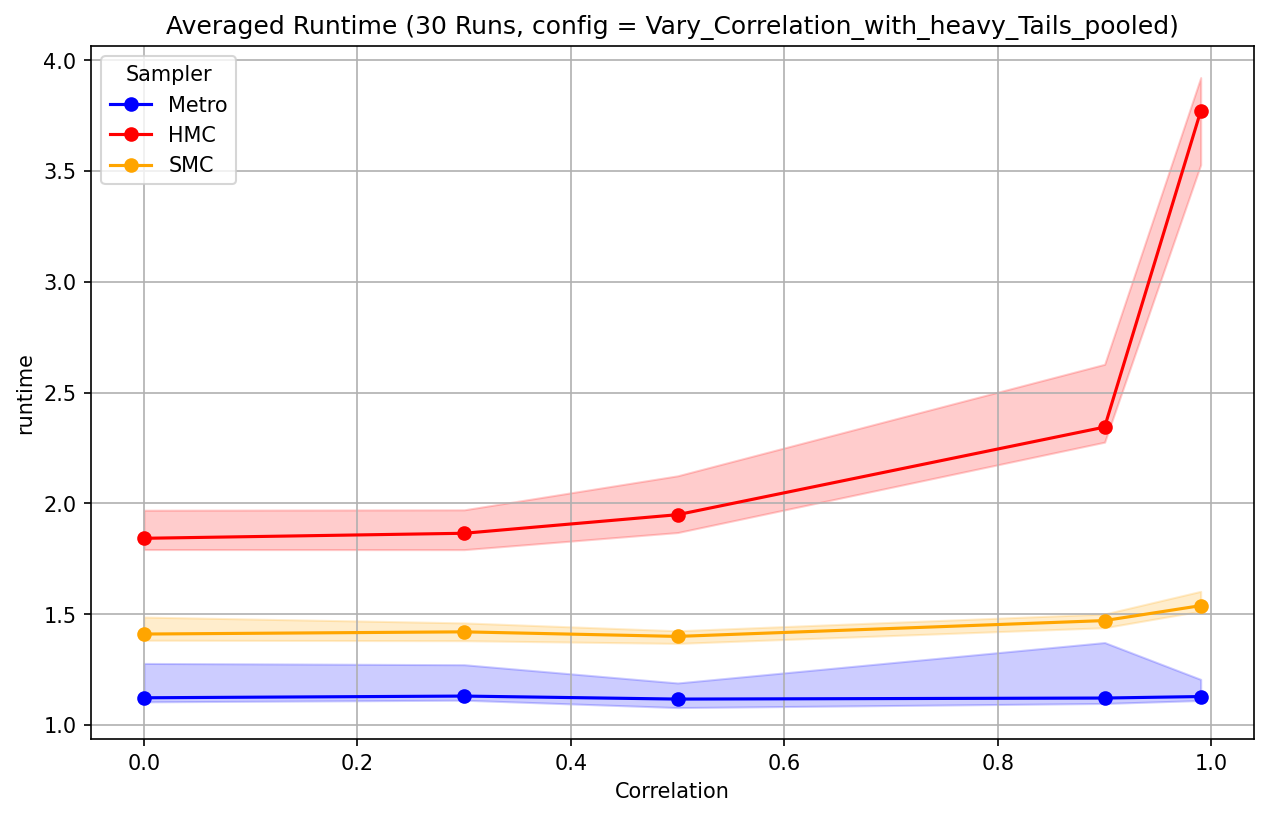 Averaged Runtime (30 Runs, config = Vary_Correlation_with_heavy_Tails_pooled)
Sampler
Metro
HMC
SMC
4.0
3.5
3.0
2.5
2.0
1.5
1.0
runtime
0.0 0.2 0.4 0.6 0.8 1.0
Correlation